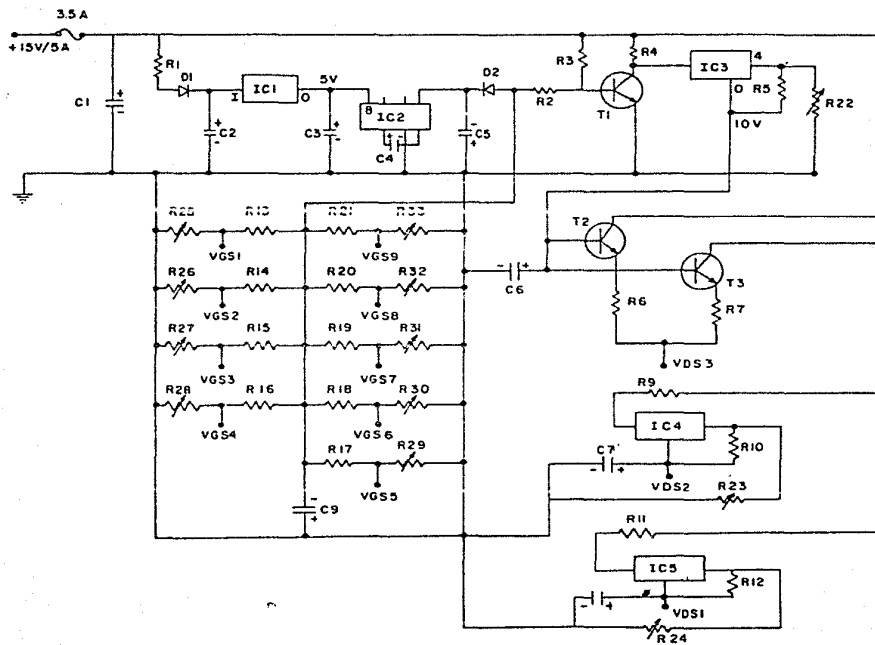 3.5 A
+15V/5A
R1
D1
C1
I
IC1
O
5V
C2
C3
8
IC2
C4
C5
D2
R2
R3
T1
R4
IC3
4
O
R5
10V
R22
R25
R13
R21
R33
VGS1
VGS9
R26
R14
R20
R32
VGS2
VGS8
R27
R15
R19
R31
VGS3
VGS7
R28
R16
R18
R30
VGS4
VGS6
R17
R29
VGS5
C9
C6
T2
T3
R6
R7
VDS3
R9
IC4
C7
R10
VDS2
R23
R11
IC5
R12
VDS1
R24